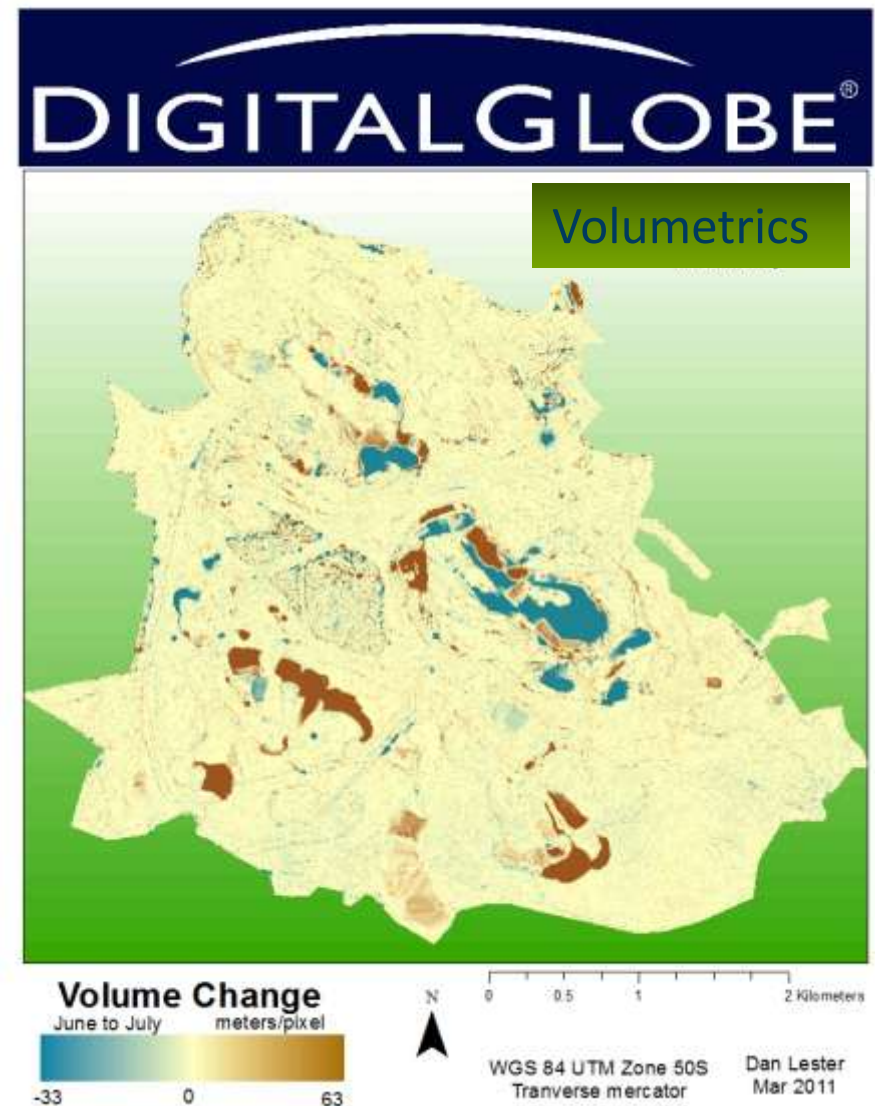 DIGITALGLOBE®
Volumetrics
Volume Change
June to July meters/pixel
-33 0 63
N
0 0.5 1 2 Kilometers
WGS 84 UTM Zone 50S
Tranverse mercator
Dan Lester
Mar 2011